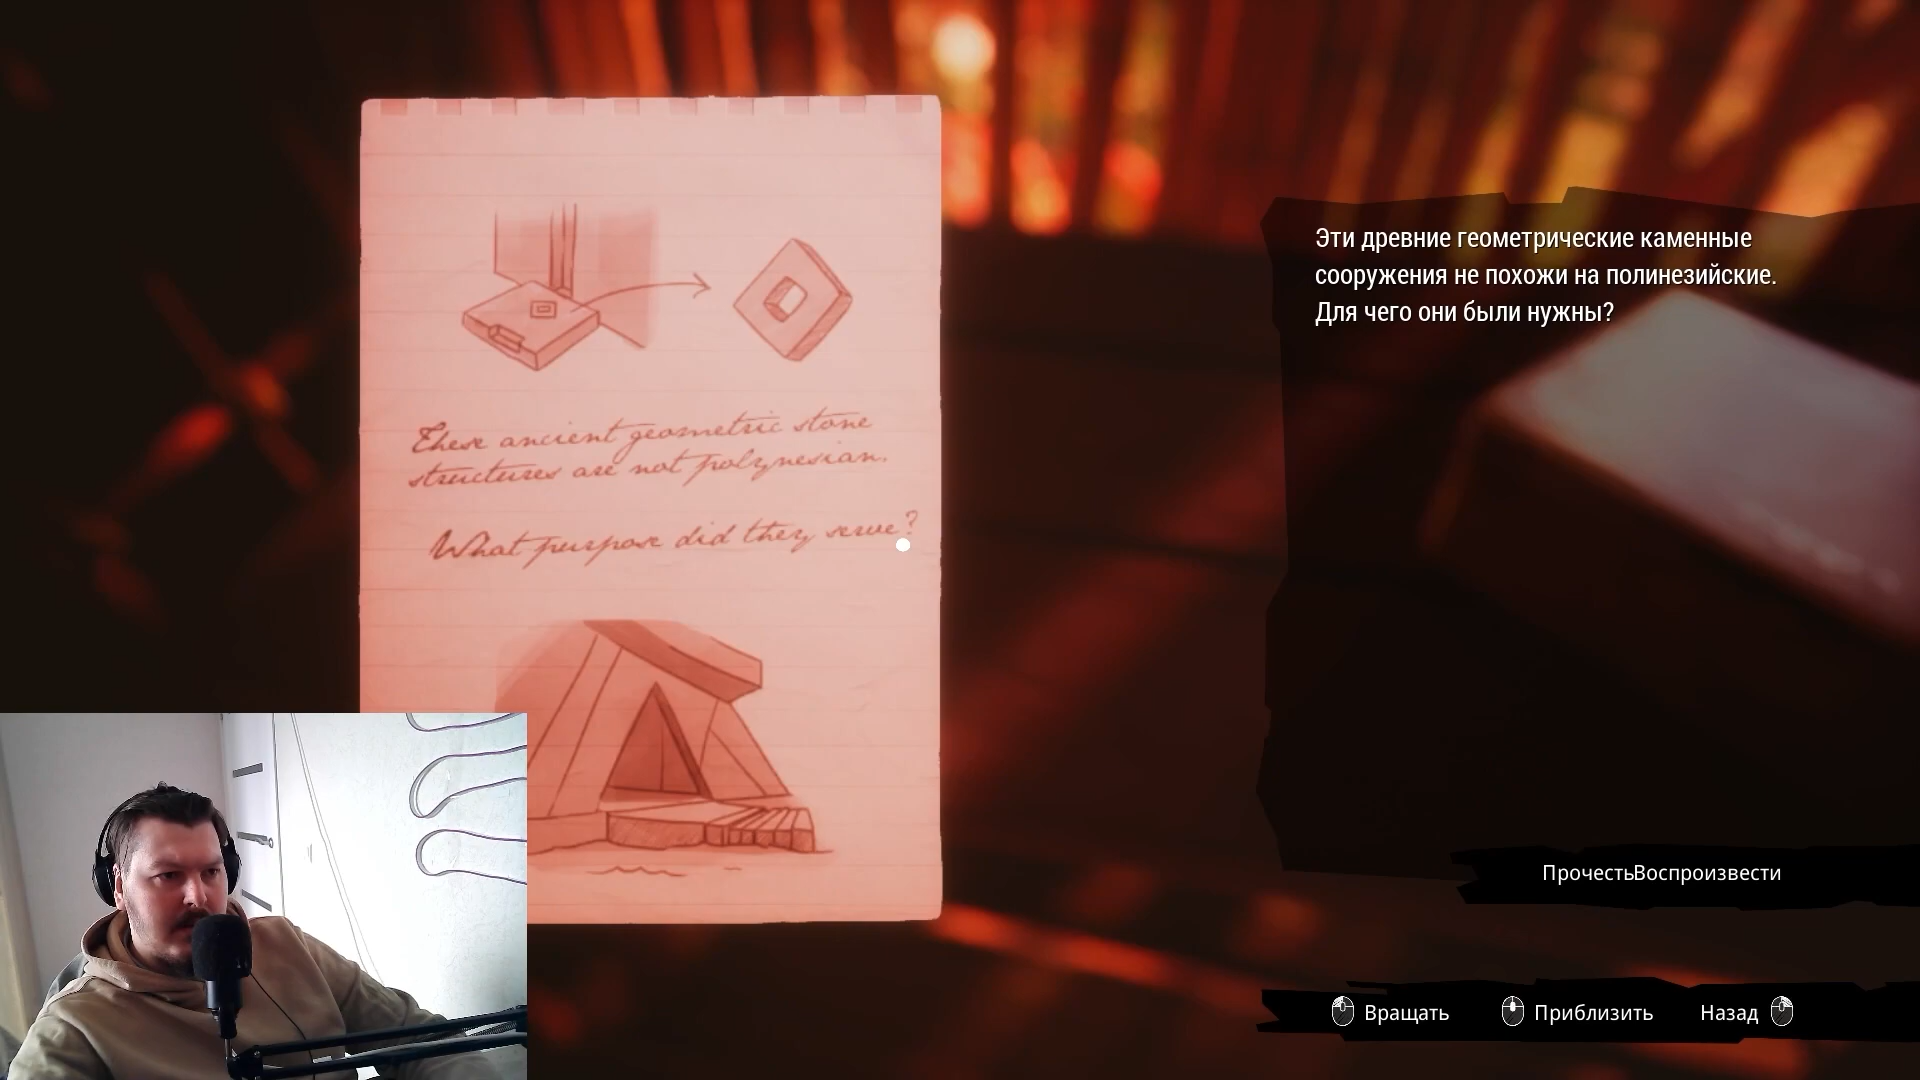 These ancient geometric stone
structures are not polynesian.
What purpose did they serve?
Эти древние геометрические каменные
сооружения не похожи на полинезийские.
Для чего они были нужны?
ПрочестьВоспроизвести
Вращать Приблизить Назад